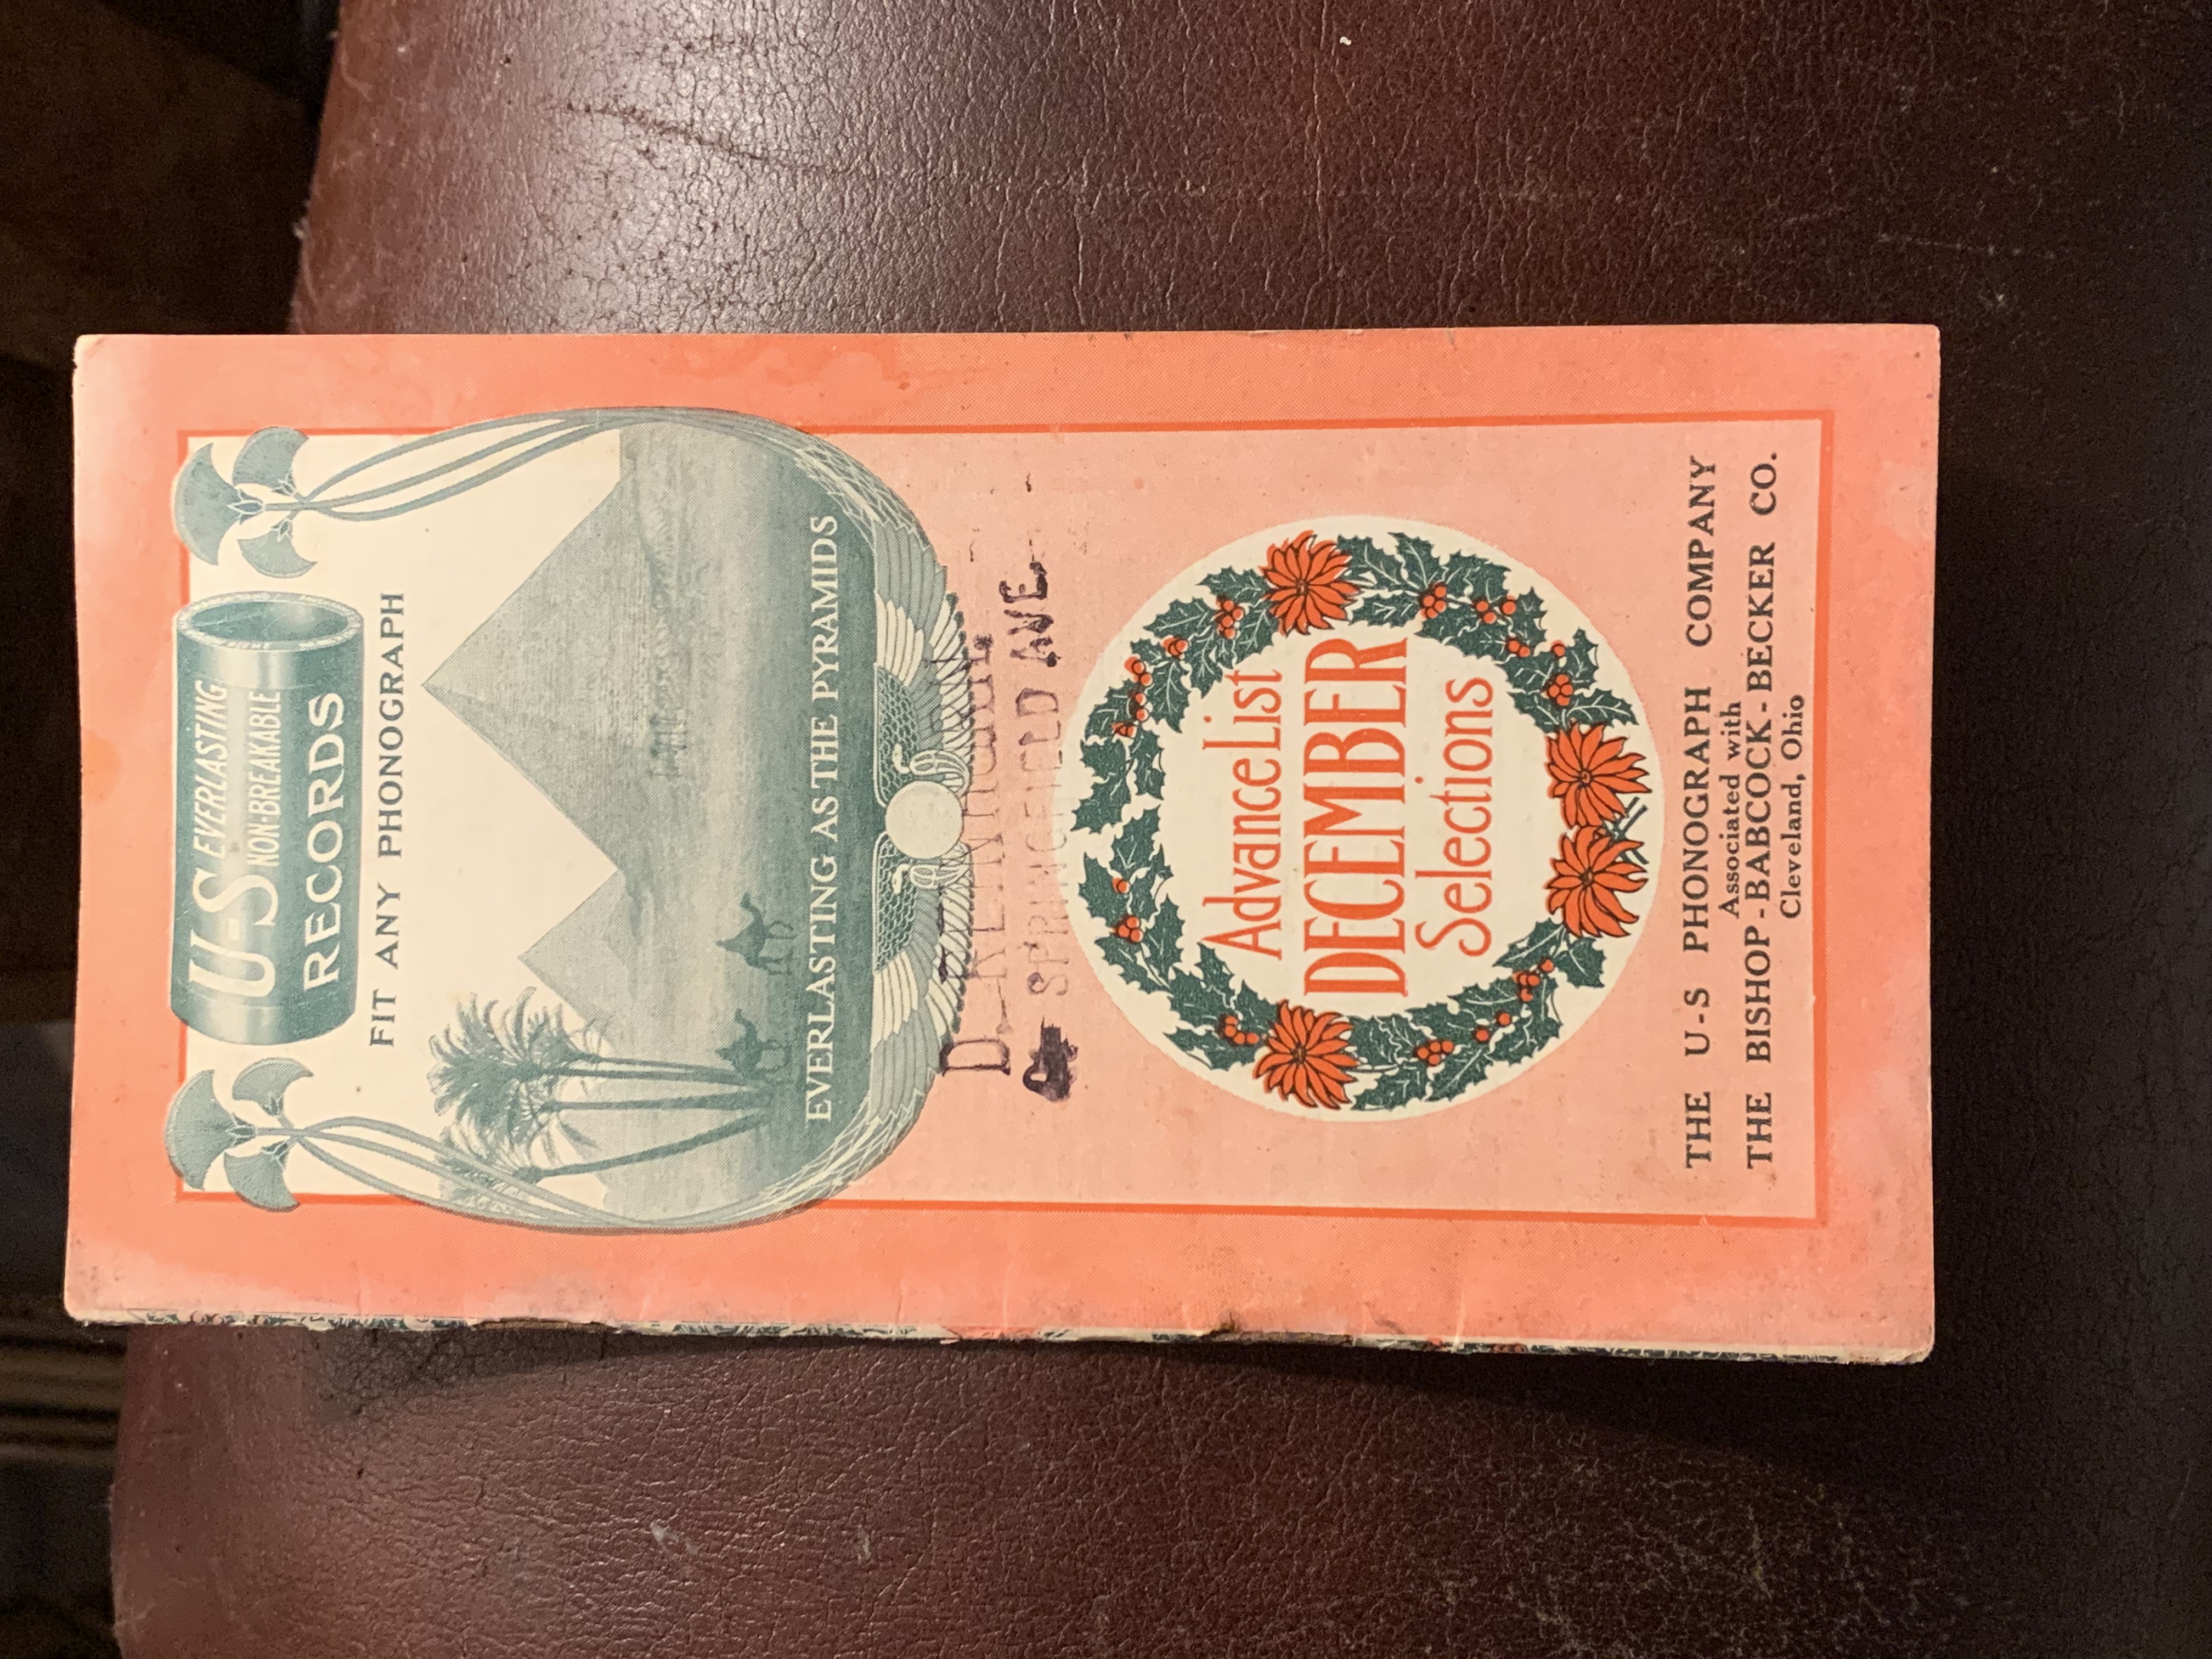 U-S EVERLASTING
NON-BREAKABLE
RECORDS
FIT ANY PHONOGRAPH
EVERLASTING AS THE PYRAMIDS
SPRINGFIELD AVE.
Advance List
DECEMBER
Selections
THE U-S PHONOGRAPH COMPANY
Associated with
THE BISHOP-BABCOCK-BECKER CO.
Cleveland, Ohio